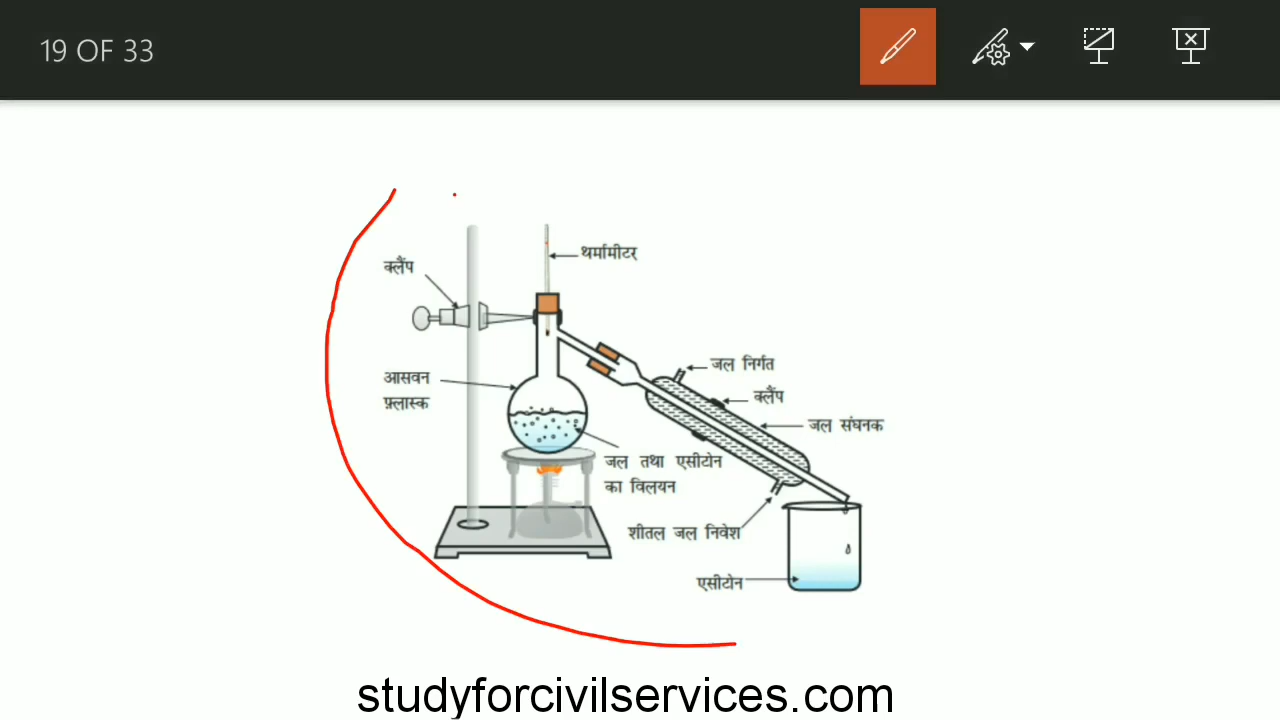 19 OF 33
थर्मामीटर
क्लैंप
जल निर्गत
आसवन
फ़्लास्क
क्लैंप
जल संघनक
जल तथा एसीटोन
का विलयन
शीतल जल निवेश
एसीटोन
studyforcivilservices.com